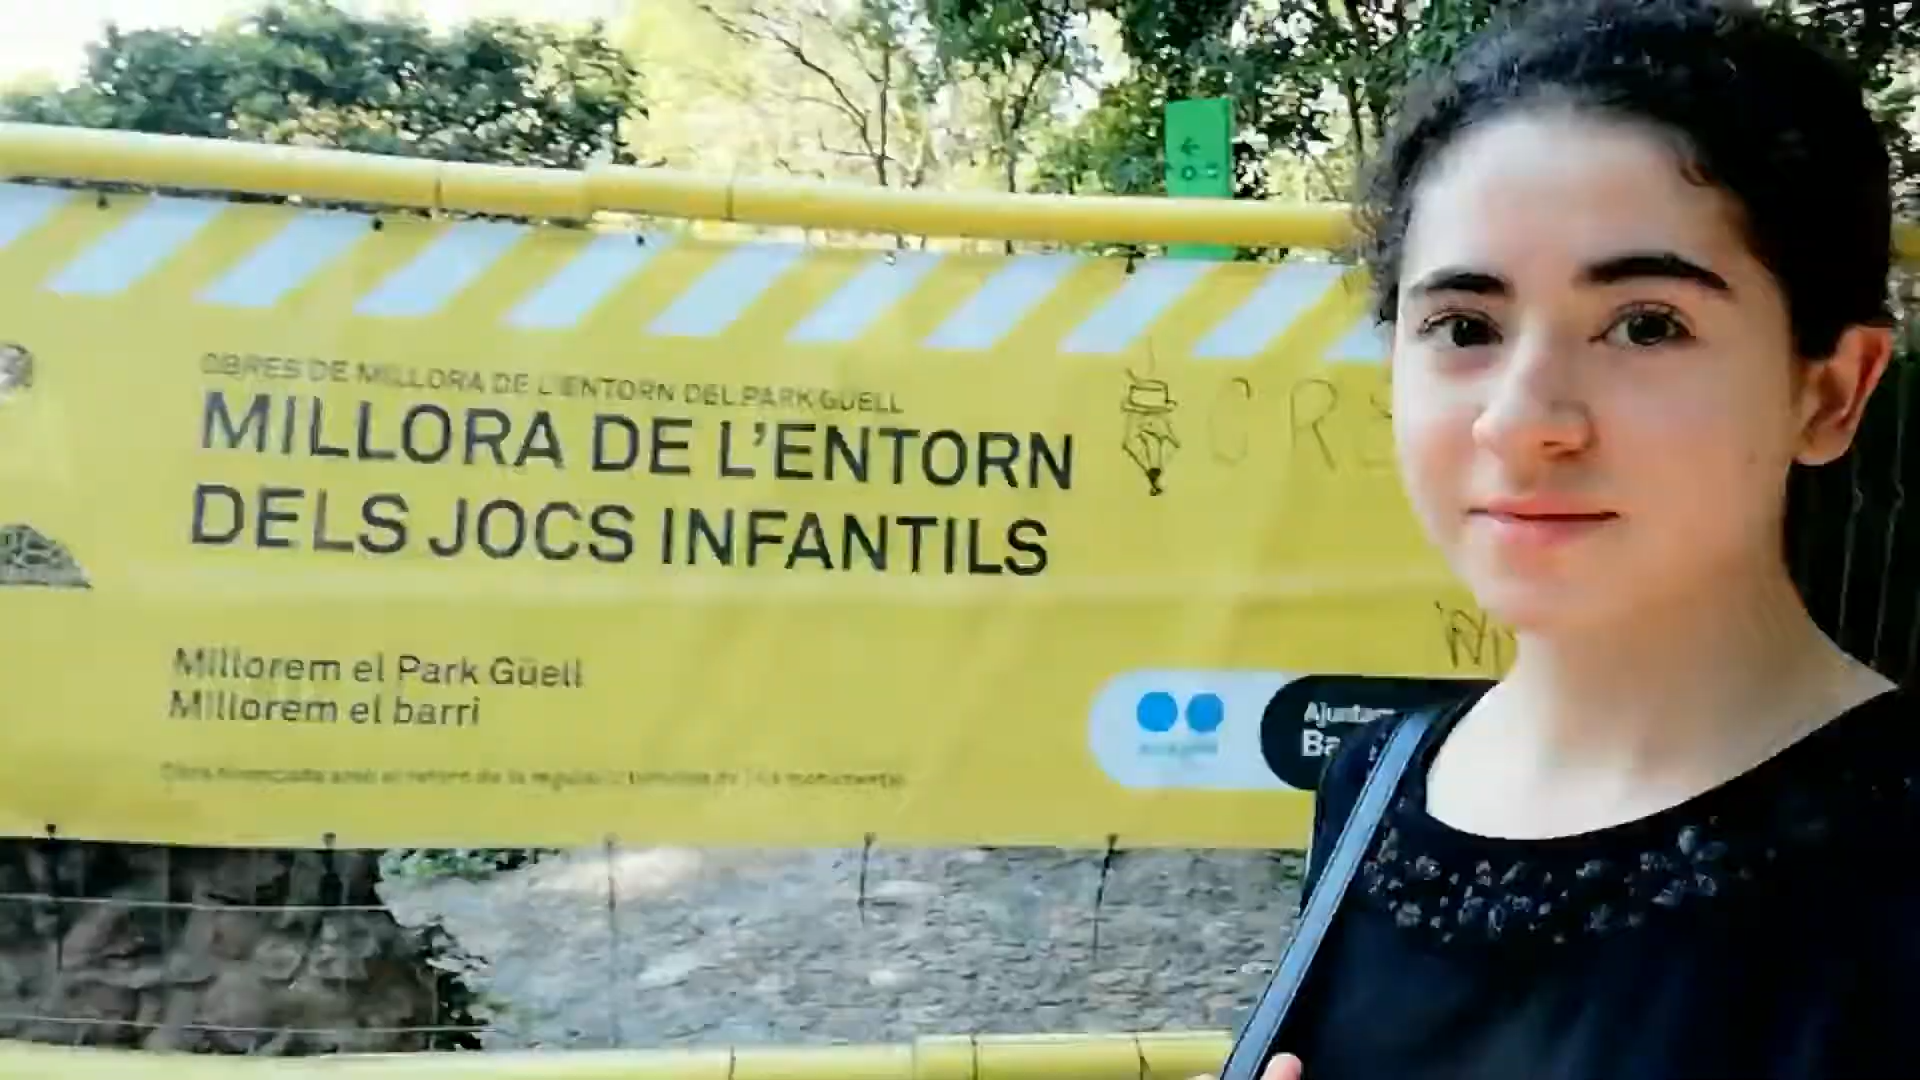 OBRES DE MILLORA DE L'ENTORN DEL PARK GÜELL
MILLORA DE L'ENTORN
DELS JOCS INFANTILS
Millorem el Park Güell
Millorem el barri
CRE